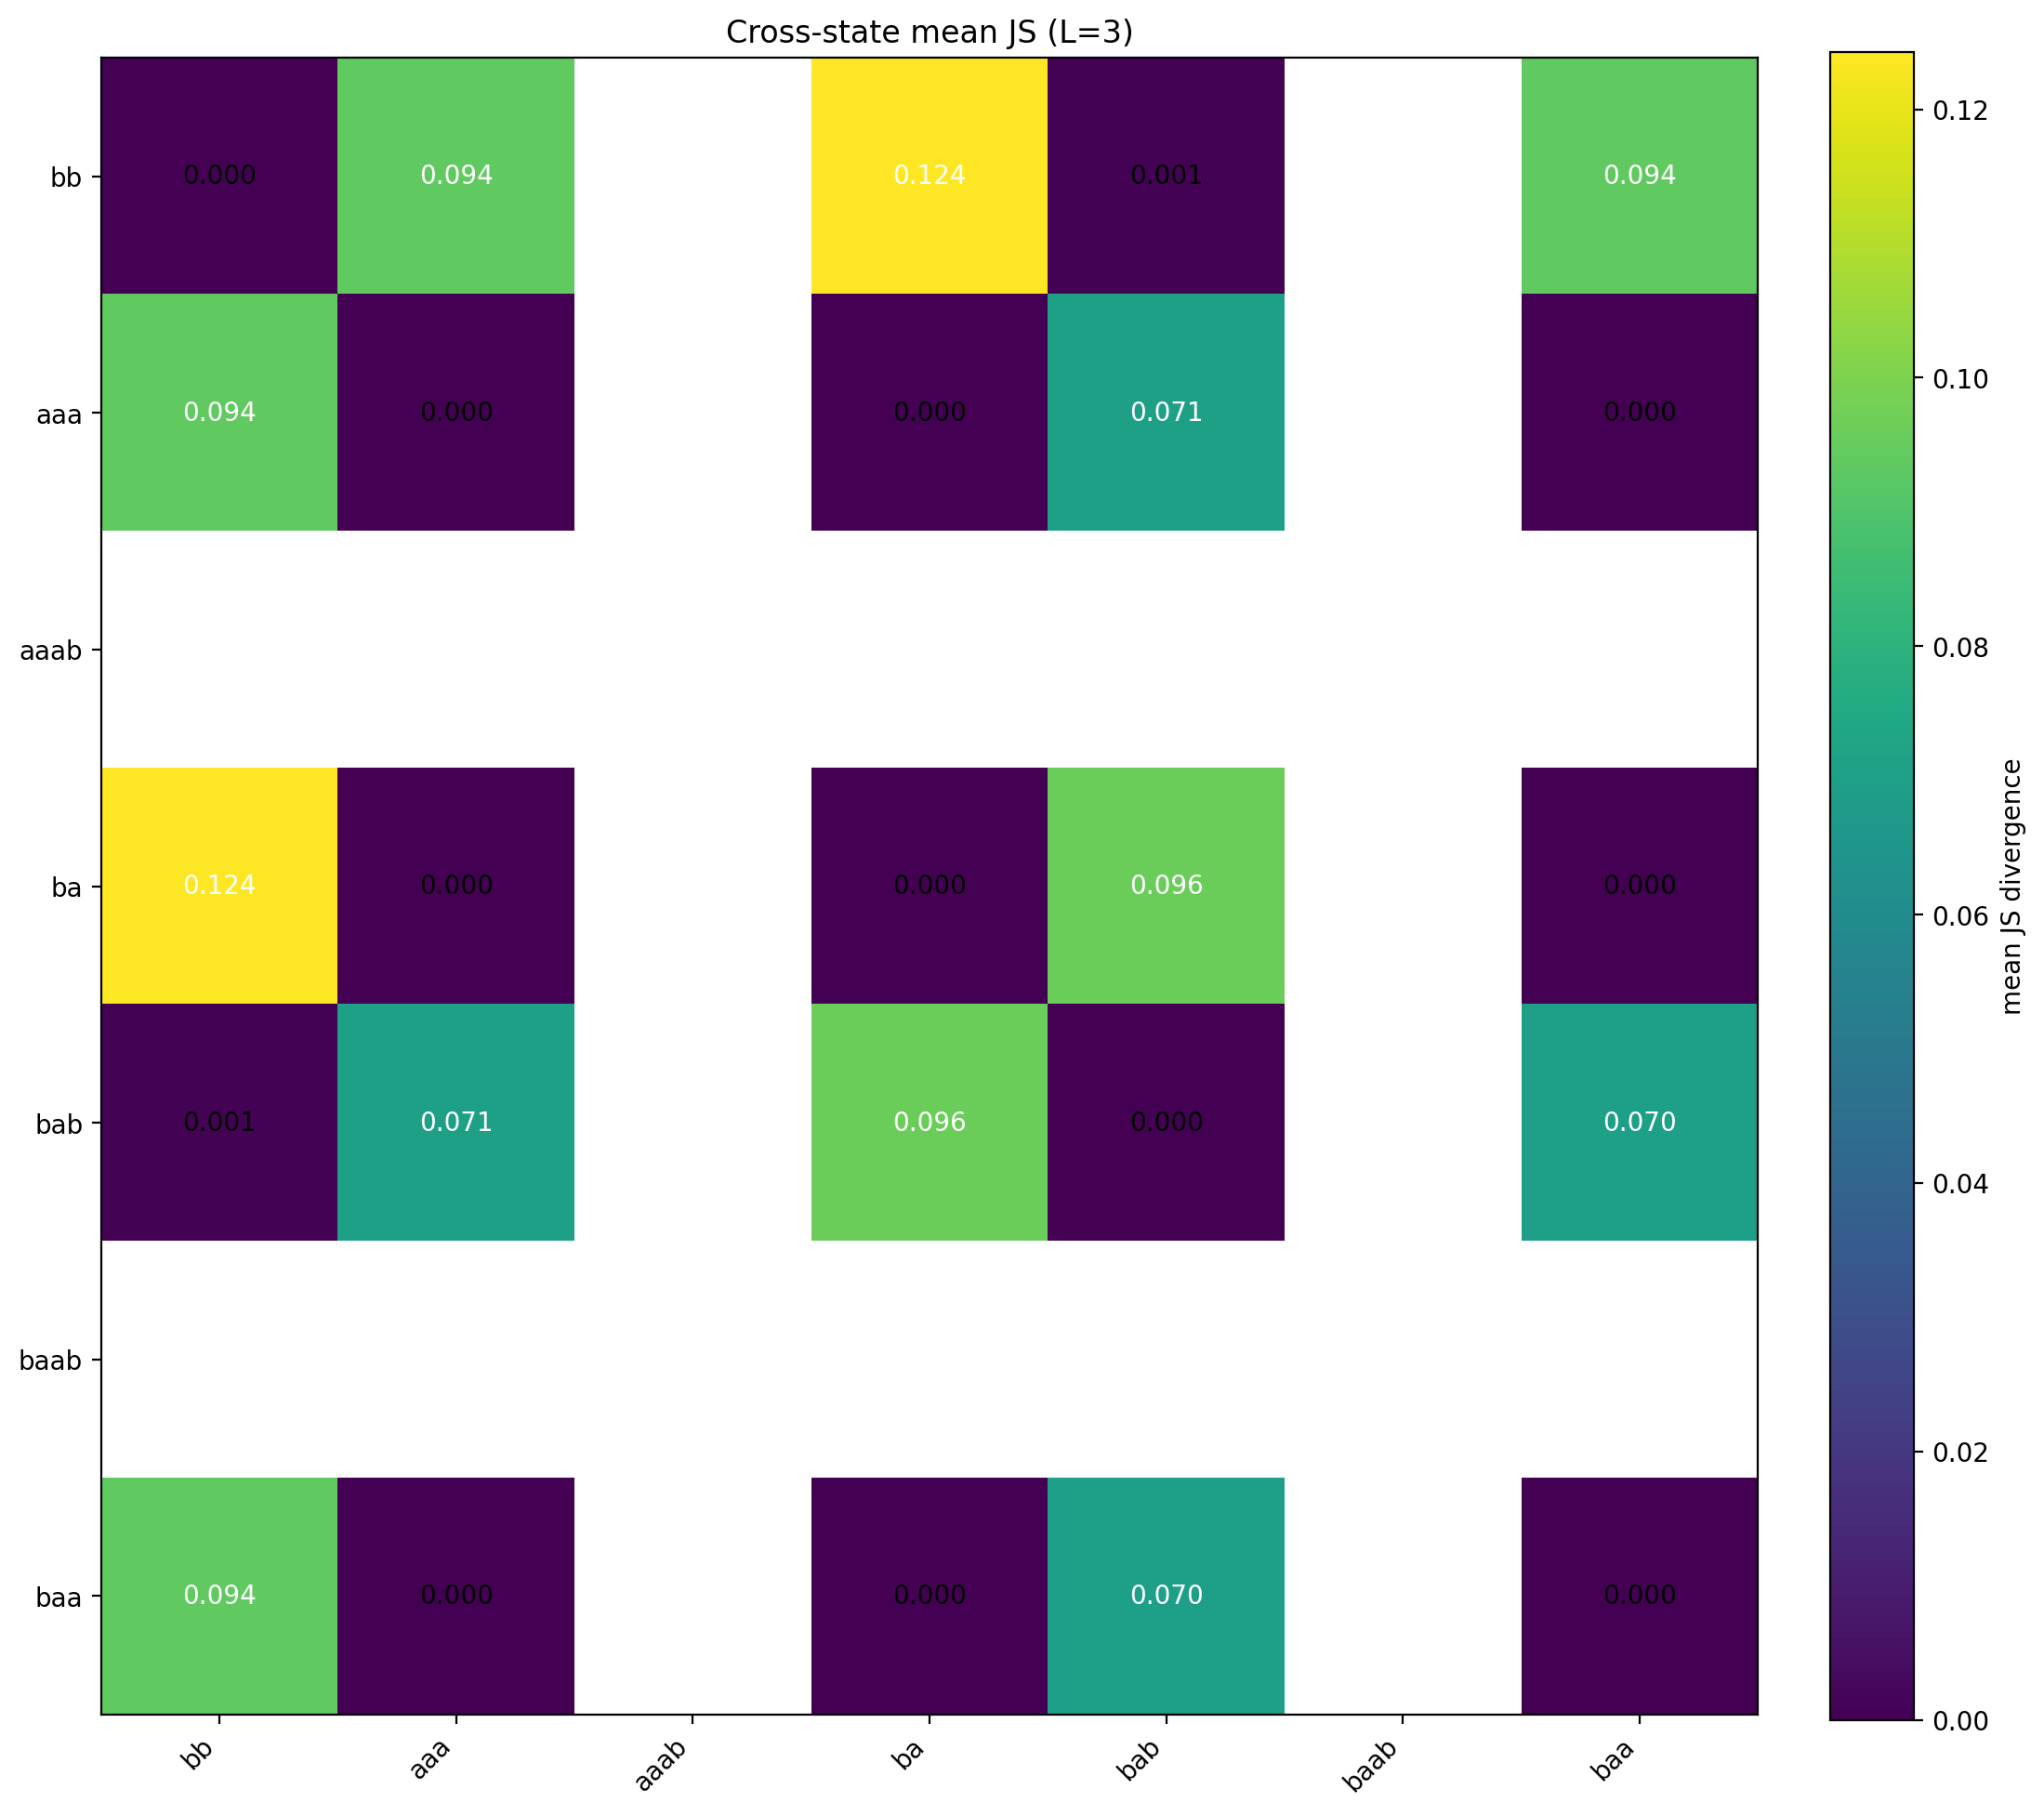 Cross-state mean JS (L=3)
bb 0.000 0.094 0.124 0.001 0.094
aaa 0.094 0.000 0.000 0.071 0.000
aaab
ba 0.124 0.000 0.000 0.096 0.000
bab 0.001 0.071 0.096 0.000 0.070
baab
baa 0.094 0.000 0.000 0.070 0.000
bb aaa aaab ba bab baab baa
0.12
0.10
0.08
0.06
0.04
0.02
0.00
mean JS divergence